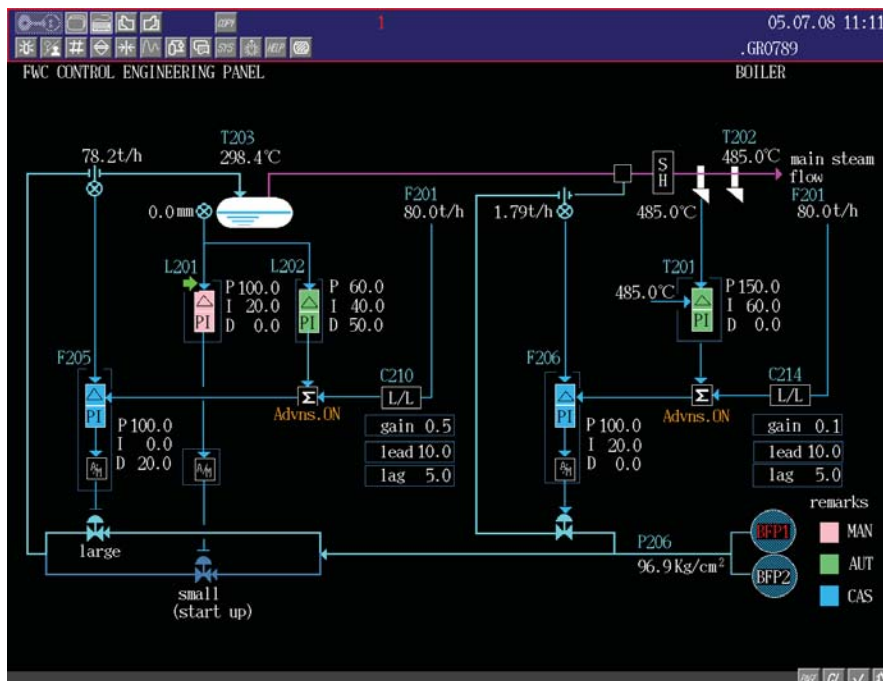 COPY
1
05.07.08 11:11
SYS
HELP
.GR0789
FWC CONTROL ENGINEERING PANEL
BOILER
T203
298.4℃
78.2t/h
T202
485.0℃
main steam
flow
S
H
F201
80.0t/h
F201
80.0t/h
0.0mm
1.79t/h
485.0℃
L201
L202
T201
P 100.0
I 20.0
D 0.0
P 60.0
I 40.0
D 50.0
485.0℃
P 150.0
I 60.0
D 0.0
PI
PI
PI
F205
F206
C210
C214
L/L
L/L
Σ
Σ
Advns.ON
Advns.ON
PI
PI
P 100.0
I 0.0
D 20.0
P 100.0
I 20.0
D 0.0
gain 0.5
lead 10.0
lag 5.0
gain 0.1
lead 10.0
lag 5.0
A/M
A/M
A/M
remarks
MAN
AUT
CAS
large
small
(start up)
P206
96.9Kg/cm²
BFP1
BFP2